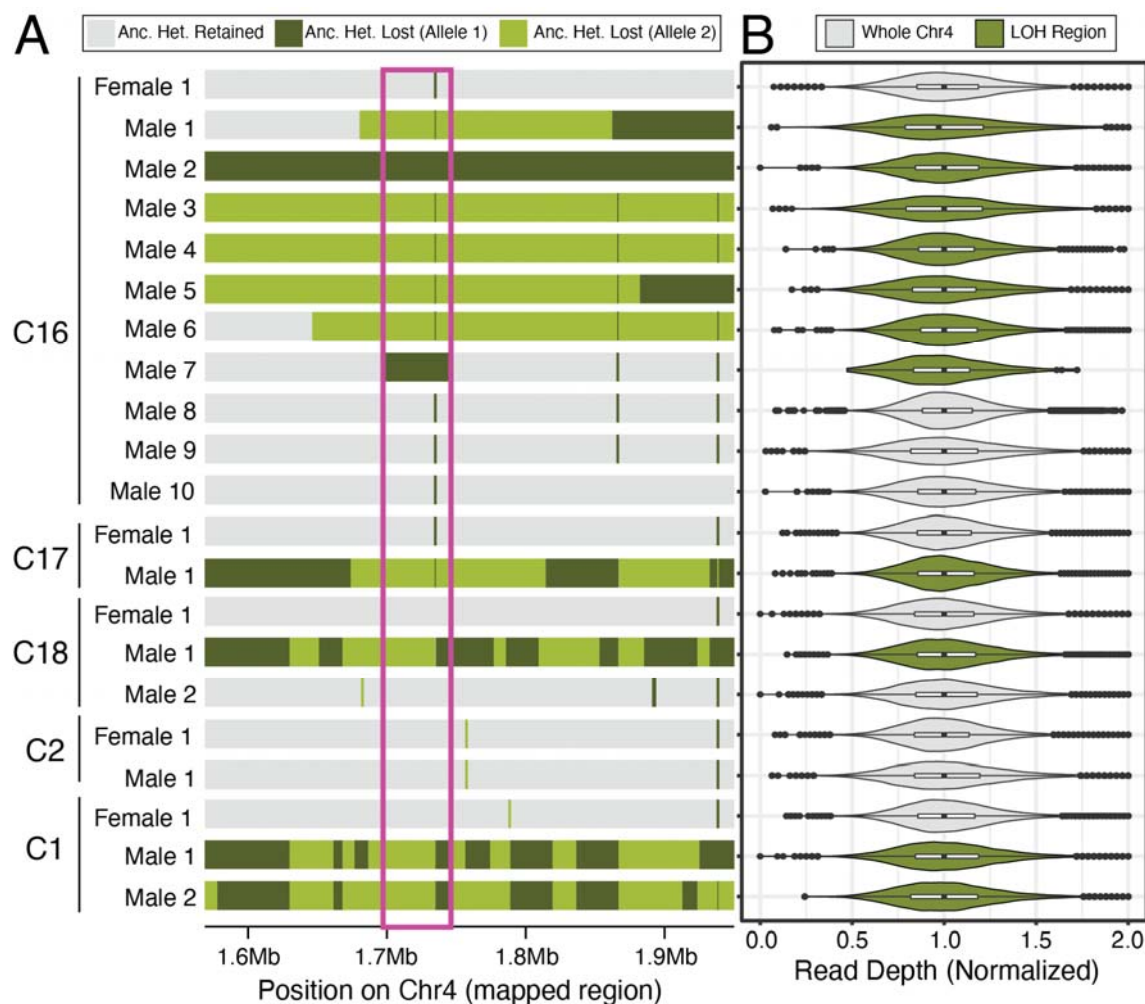 A
Anc. Het. Retained Anc. Het. Lost (Allele 1) Anc. Het. Lost (Allele 2)
B
Whole Chr4 LOH Region
C16
Female 1
Male 1
Male 2
Male 3
Male 4
Male 5
Male 6
Male 7
Male 8
Male 9
Male 10
C17
Female 1
Male 1
C18
Female 1
Male 1
Male 2
C2
Female 1
Male 1
C1
Female 1
Male 1
Male 2
1.6Mb 1.7Mb 1.8Mb 1.9Mb
Position on Chr4 (mapped region)
0.0 0.5 1.0 1.5 2.0
Read Depth (Normalized)